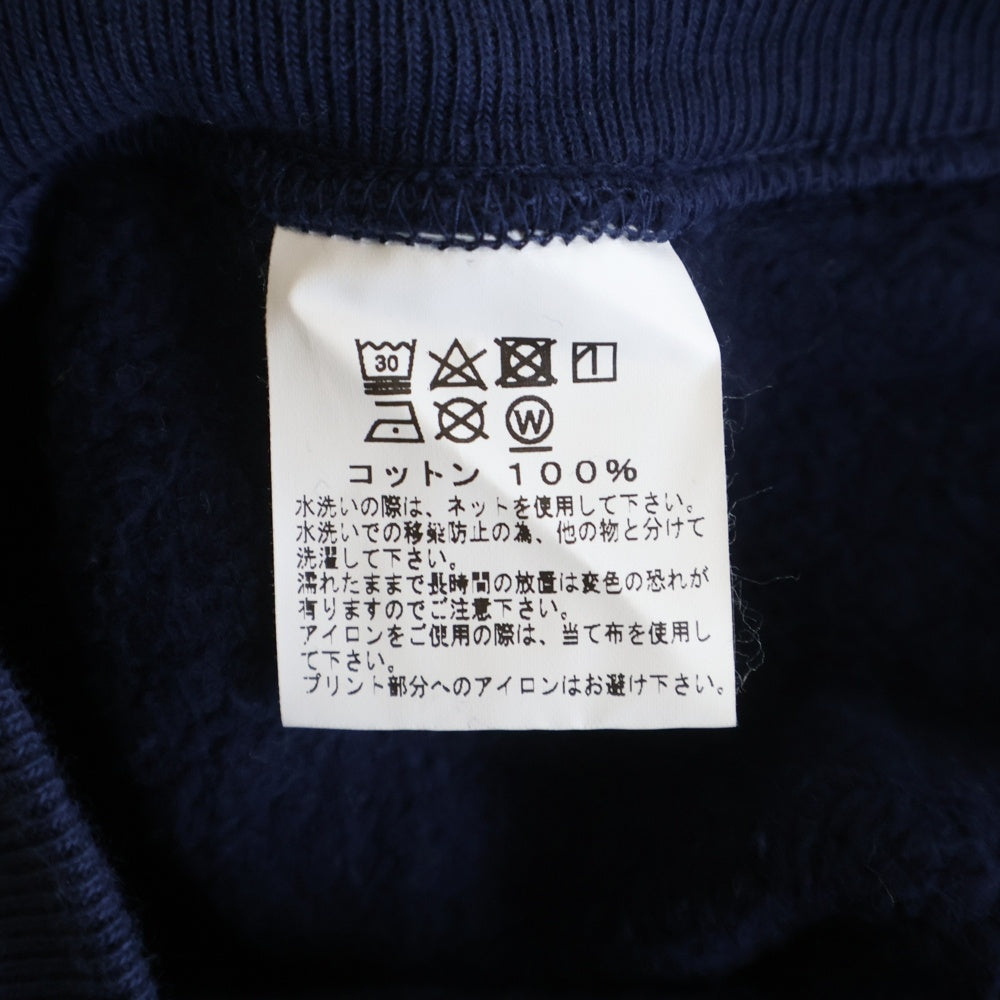 30
W
コットン 100%
水洗いの際は、ネットを使用して下さい。
水洗いでの移染防止の為、他の物と分けて
洗濯して下さい。
濡れたままで長時間の放置は変色の恐れが
有りますのでご注意下さい。
アイロンをご使用の際は、当て布を使用し
て下さい。
プリント部分へのアイロンはお避け下さい。